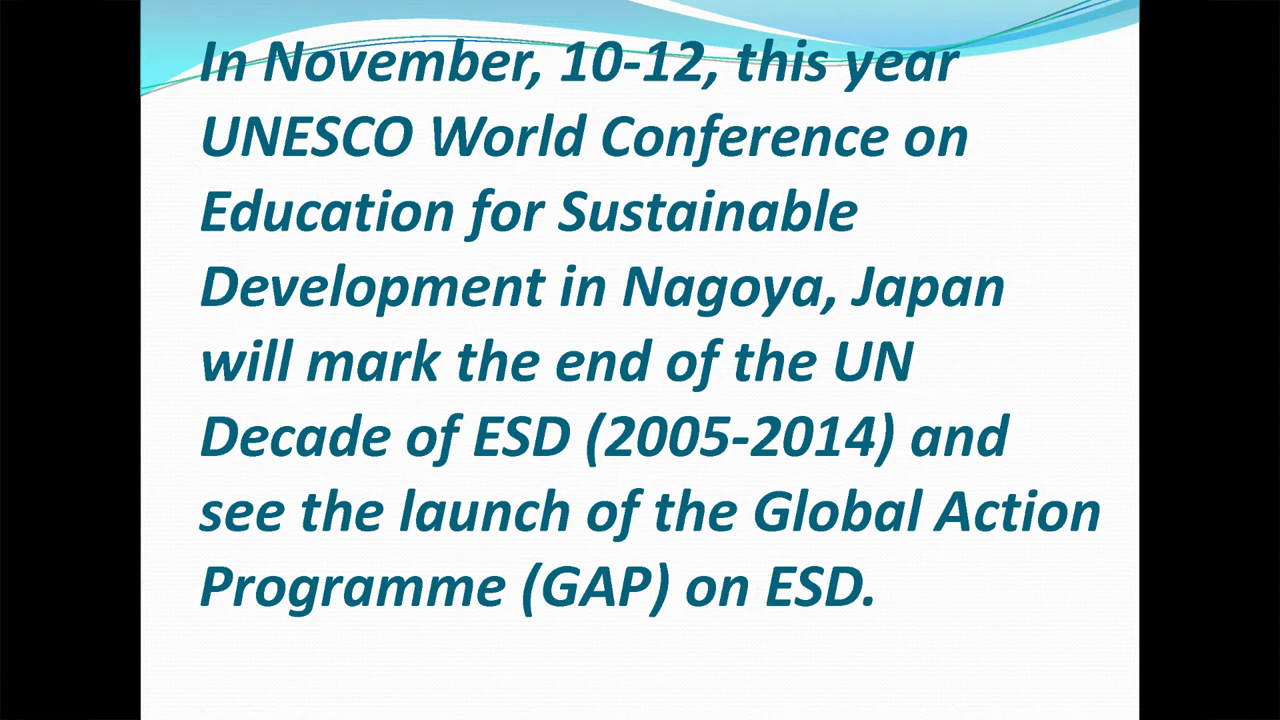 In November, 10-12, this year
UNESCO World Conference on
Education for Sustainable
Development in Nagoya, Japan
will mark the end of the UN
Decade of ESD (2005-2014) and
see the launch of the Global Action
Programme (GAP) on ESD.